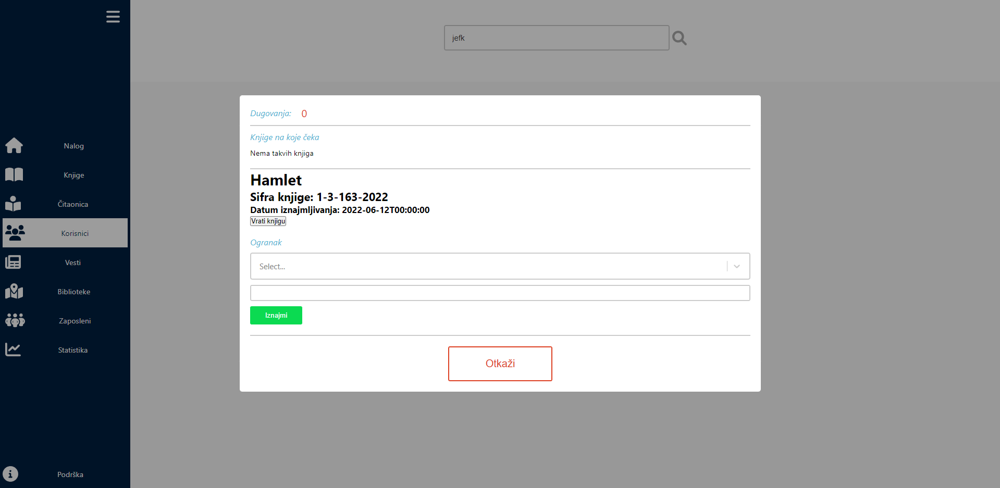 jefk
Nalog
Knjige
Čitaonica
Korisnici
Vesti
Biblioteke
Zaposleni
Statistika
Podrška
Dugovanja: 0
Knjige na koje čeka
Nema takvih knjiga
Hamlet
Sifra knjige: 1-3-163-2022
Datum iznajmljivanja: 2022-06-12T00:00:00
Vrati knjigu
Ogranak
Select...
Iznajmi
Otkaži